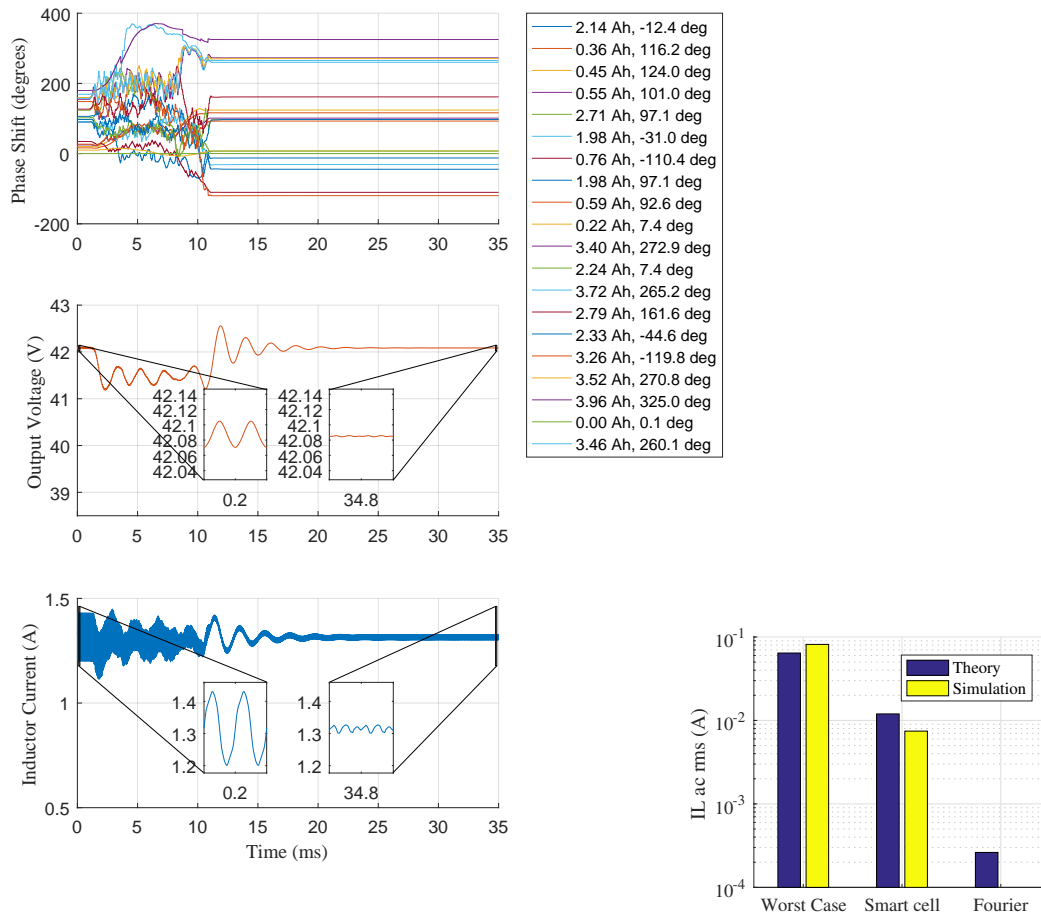 400
200
0
-200
Phase Shift (degrees)
0 5 10 15 20 25 30 35
2.14 Ah, -12.4 deg
0.36 Ah, 116.2 deg
0.45 Ah, 124.0 deg
0.55 Ah, 101.0 deg
2.71 Ah, 97.1 deg
1.98 Ah, -31.0 deg
0.76 Ah, -110.4 deg
1.98 Ah, 97.1 deg
0.59 Ah, 92.6 deg
0.22 Ah, 7.4 deg
3.40 Ah, 272.9 deg
2.24 Ah, 7.4 deg
3.72 Ah, 265.2 deg
2.79 Ah, 161.6 deg
2.33 Ah, -44.6 deg
3.26 Ah, -119.8 deg
3.52 Ah, 270.8 deg
3.96 Ah, 325.0 deg
0.00 Ah, 0.1 deg
3.46 Ah, 260.1 deg
43
42
41
40
39
Output Voltage (V)
42.14 42.14
42.12 42.12
42.1 42.1
42.08 42.08
42.06 42.06
42.04 42.04
0.2 34.8
0 5 10 15 20 25 30 35
1.5
1
0.5
Inductor Current (A)
1.4 1.4
1.3 1.3
1.2 1.2
0.2 34.8
0 5 10 15 20 25 30 35
Time (ms)
10-1
10-2
10-3
10-4
IL ac rms (A)
Theory
Simulation
Worst Case Smart cell Fourier